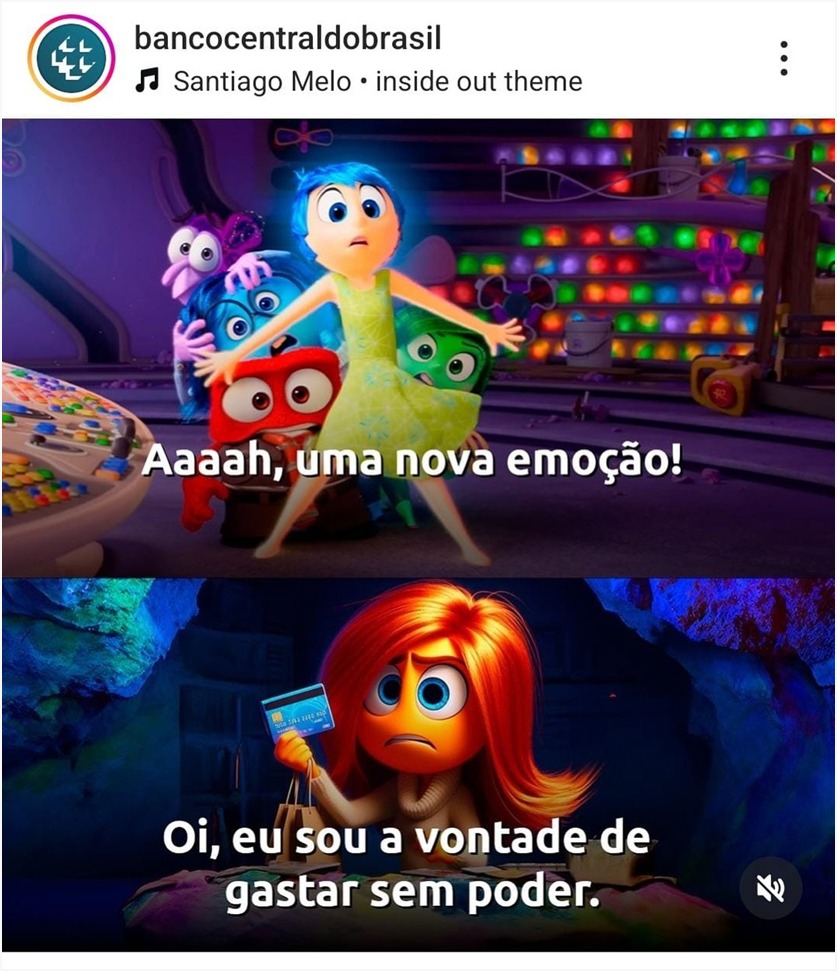 bancocentraldobrasil
Santiago Melo • inside out theme
Aaaah, uma nova emoção!
Oi, eu sou a vontade de
gastar sem poder.